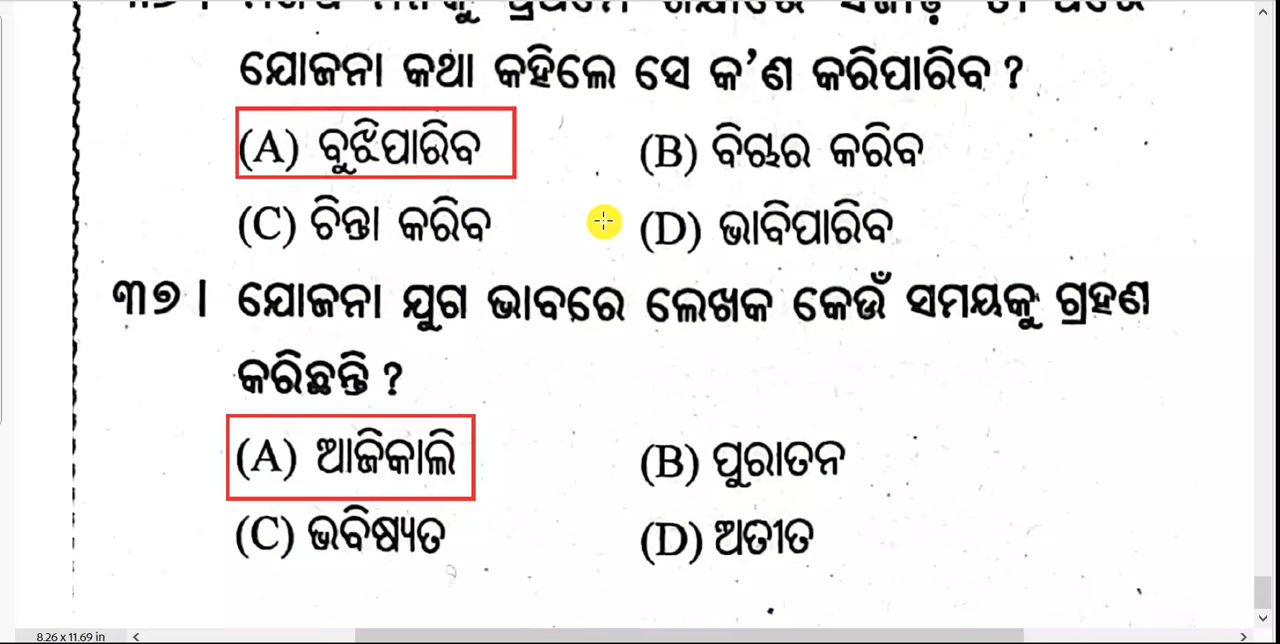 ଯୋଜନା କଥା କହିଲେ ସେ କ'ଣ କରିପାରିବ ?
(A) ବୁଝିପାରିବ (B) ବିଚାର କରିବ
(C) ଚିନ୍ତା କରିବ (D) ଭାବିପାରିବ
୩୭ । ଯୋଜନା ଯୁଗ ଭାବରେ ଲେଖକ କେଉଁ ସମୟକୁ ଗ୍ରହଣ
କରିଛନ୍ତି ?
(A) ଆଜିକାଲି (B) ପୁରାତନ
(C) ଭବିଷ୍ୟତ (D) ଅତୀତ
8.26 x 11.69 in